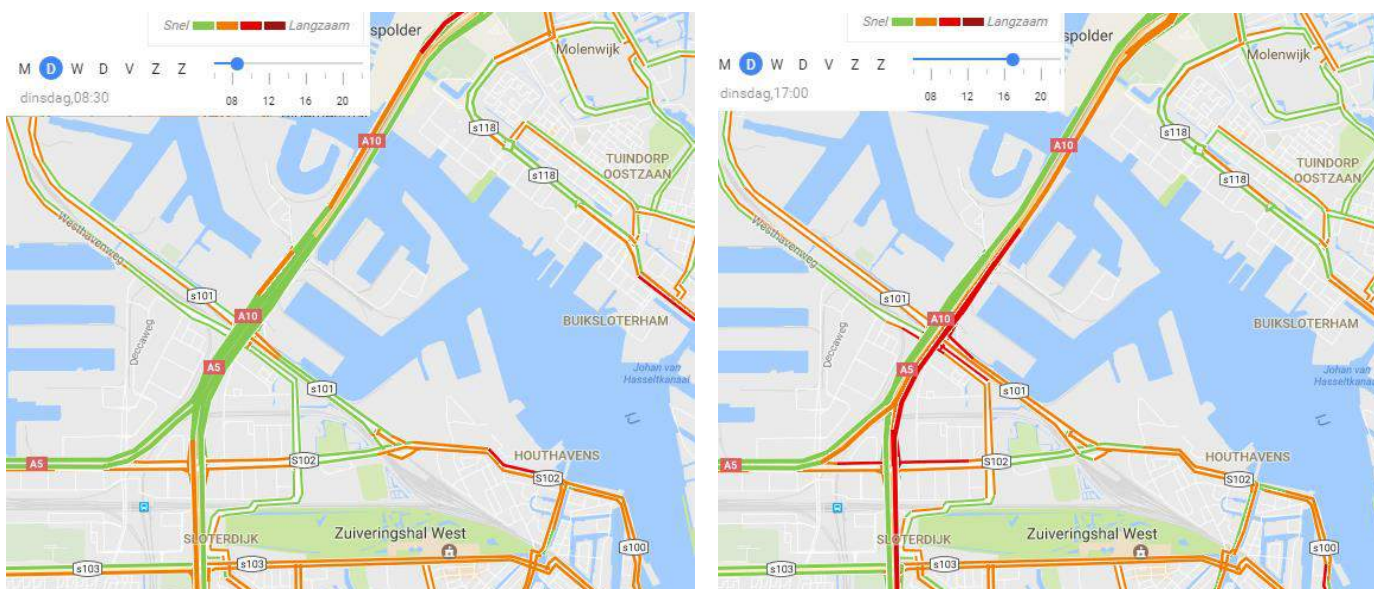 Snel Langzaam
M D W D V Z Z
dinsdag,08:30
08 12 16 20
spolder
Molenwijk
s118
A10
TUINDORP
OOSTZAAN
s118
Westhavenweg
s101
A10
BUIKSLOTERHAM
Deccaweg
A5
Johan van
Hasseltkanaal
s101
A5
S102
HOUTHAVENS
S102
Zuiveringshal West
SLOTERDIJK
s100
s103
s103
Snel Langzaam
M D W D V Z Z
dinsdag,17:00
08 12 16 20
spolder
Molenwijk
s118
A10
TUINDORP
OOSTZAAN
s118
Westhavenweg
s101
A10
BUIKSLOTERHAM
Deccaweg
A5
Johan van
Hasseltkanaal
s101
A5
S102
HOUTHAVENS
S102
Zuiveringshal West
SLOTERDIJK
s100
s103
s103